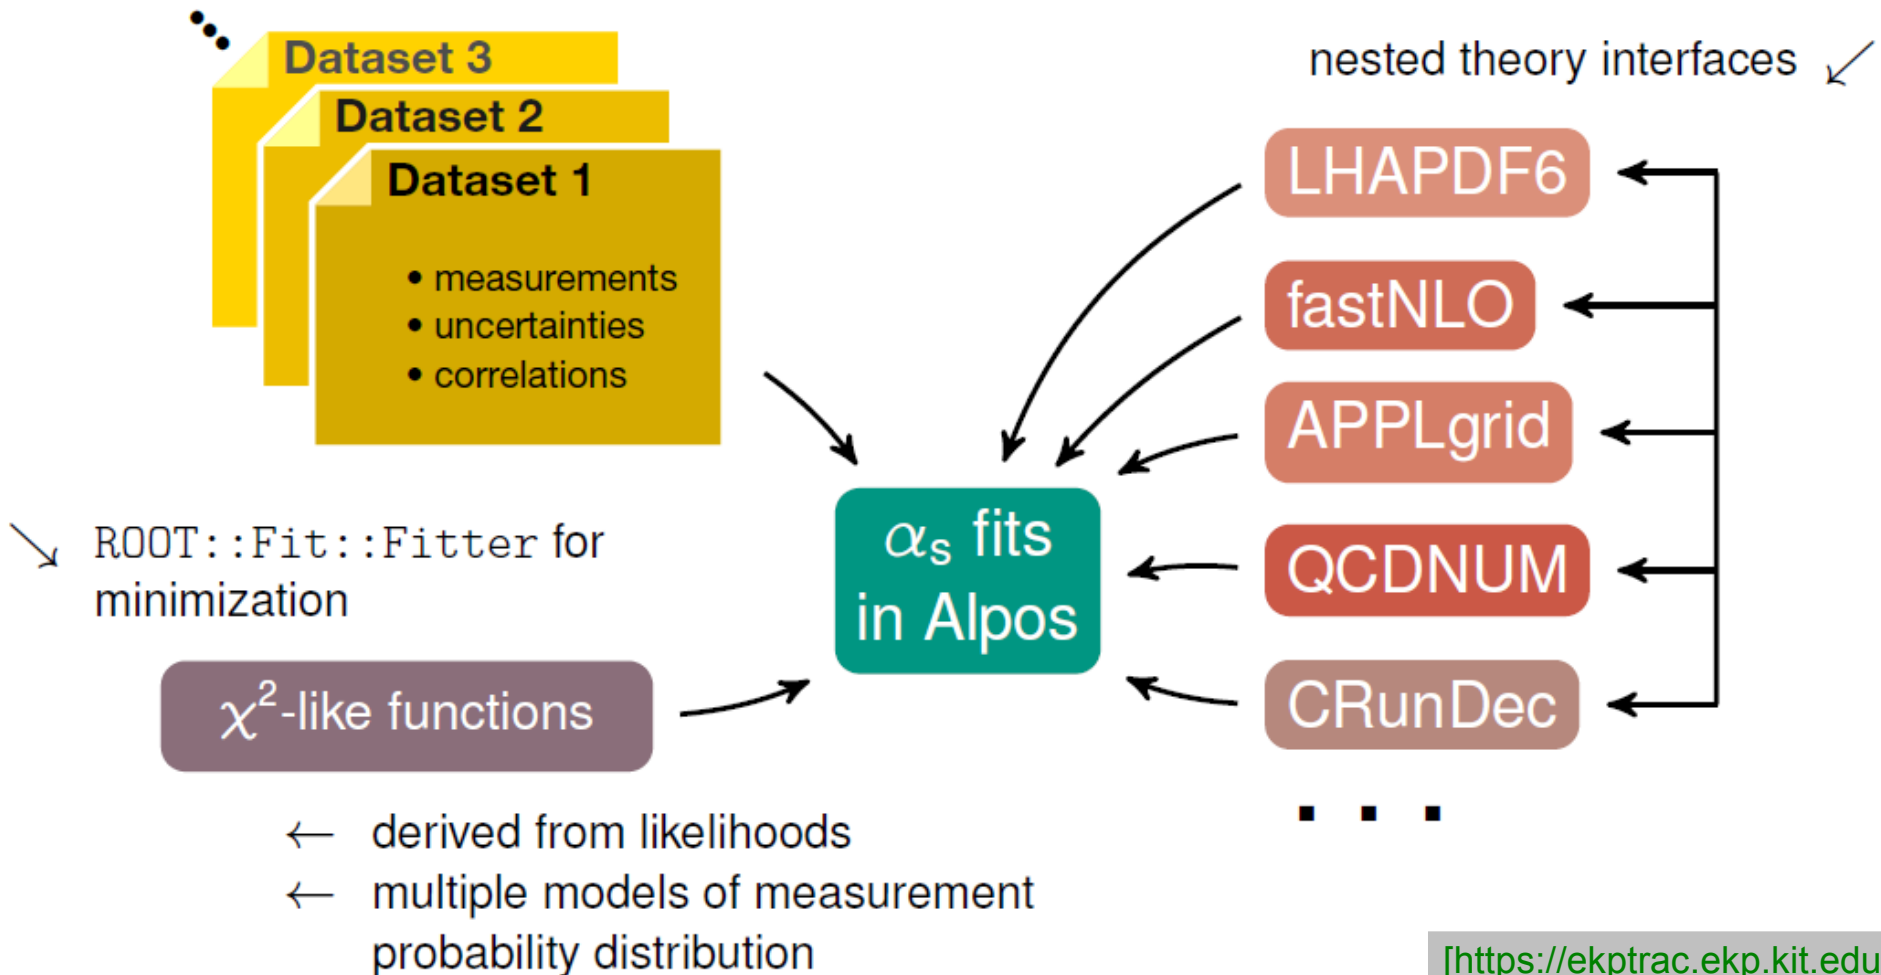 Dataset 3
Dataset 2
Dataset 1
• measurements
• uncertainties
• correlations
nested theory interfaces ↙
LHAPDF6
fastNLO
APPLgrid
QCDNUM
CRunDec
. . .
αs fits
in Alpos
↘ ROOT::Fit::Fitter for
minimization
χ²-like functions
← derived from likelihoods
← multiple models of measurement
probability distribution
[https://ekptrac.ekp.kit.edu